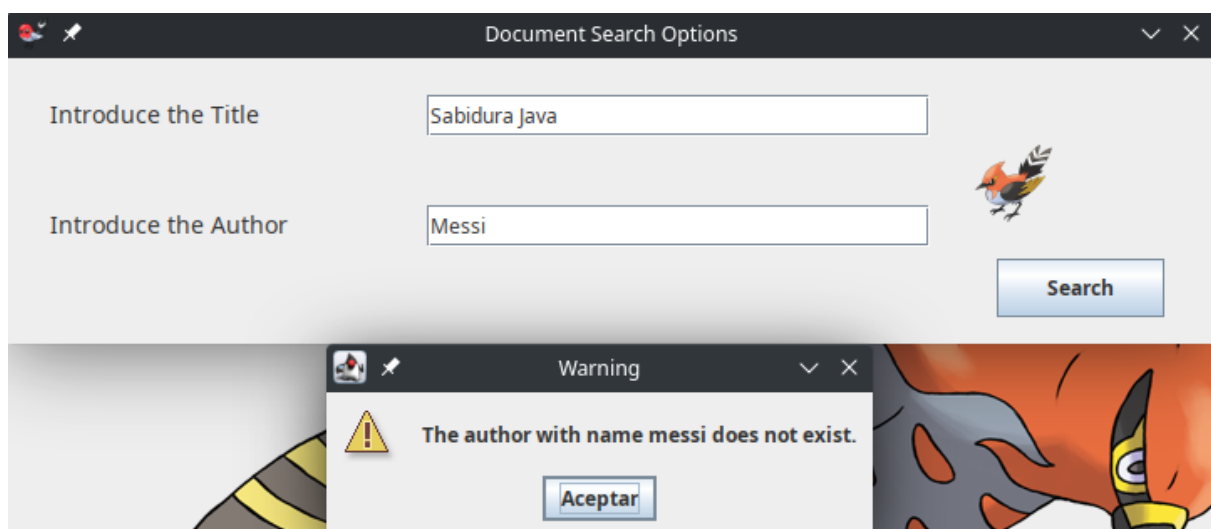 Document Search Options
Introduce the Title
Sabidura Java
Introduce the Author
Messi
Search
Warning
The author with name messi does not exist.
Aceptar